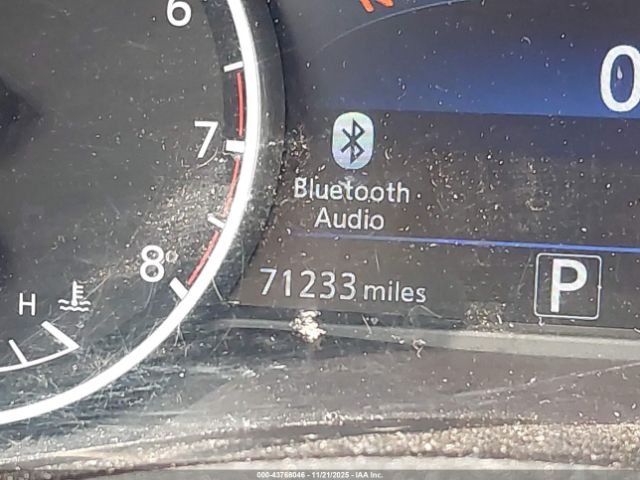 6
0
7
Bluetooth
Audio
8
71233 miles
P
H
000-43768046 - 11/21/2025 - IAA Inc.